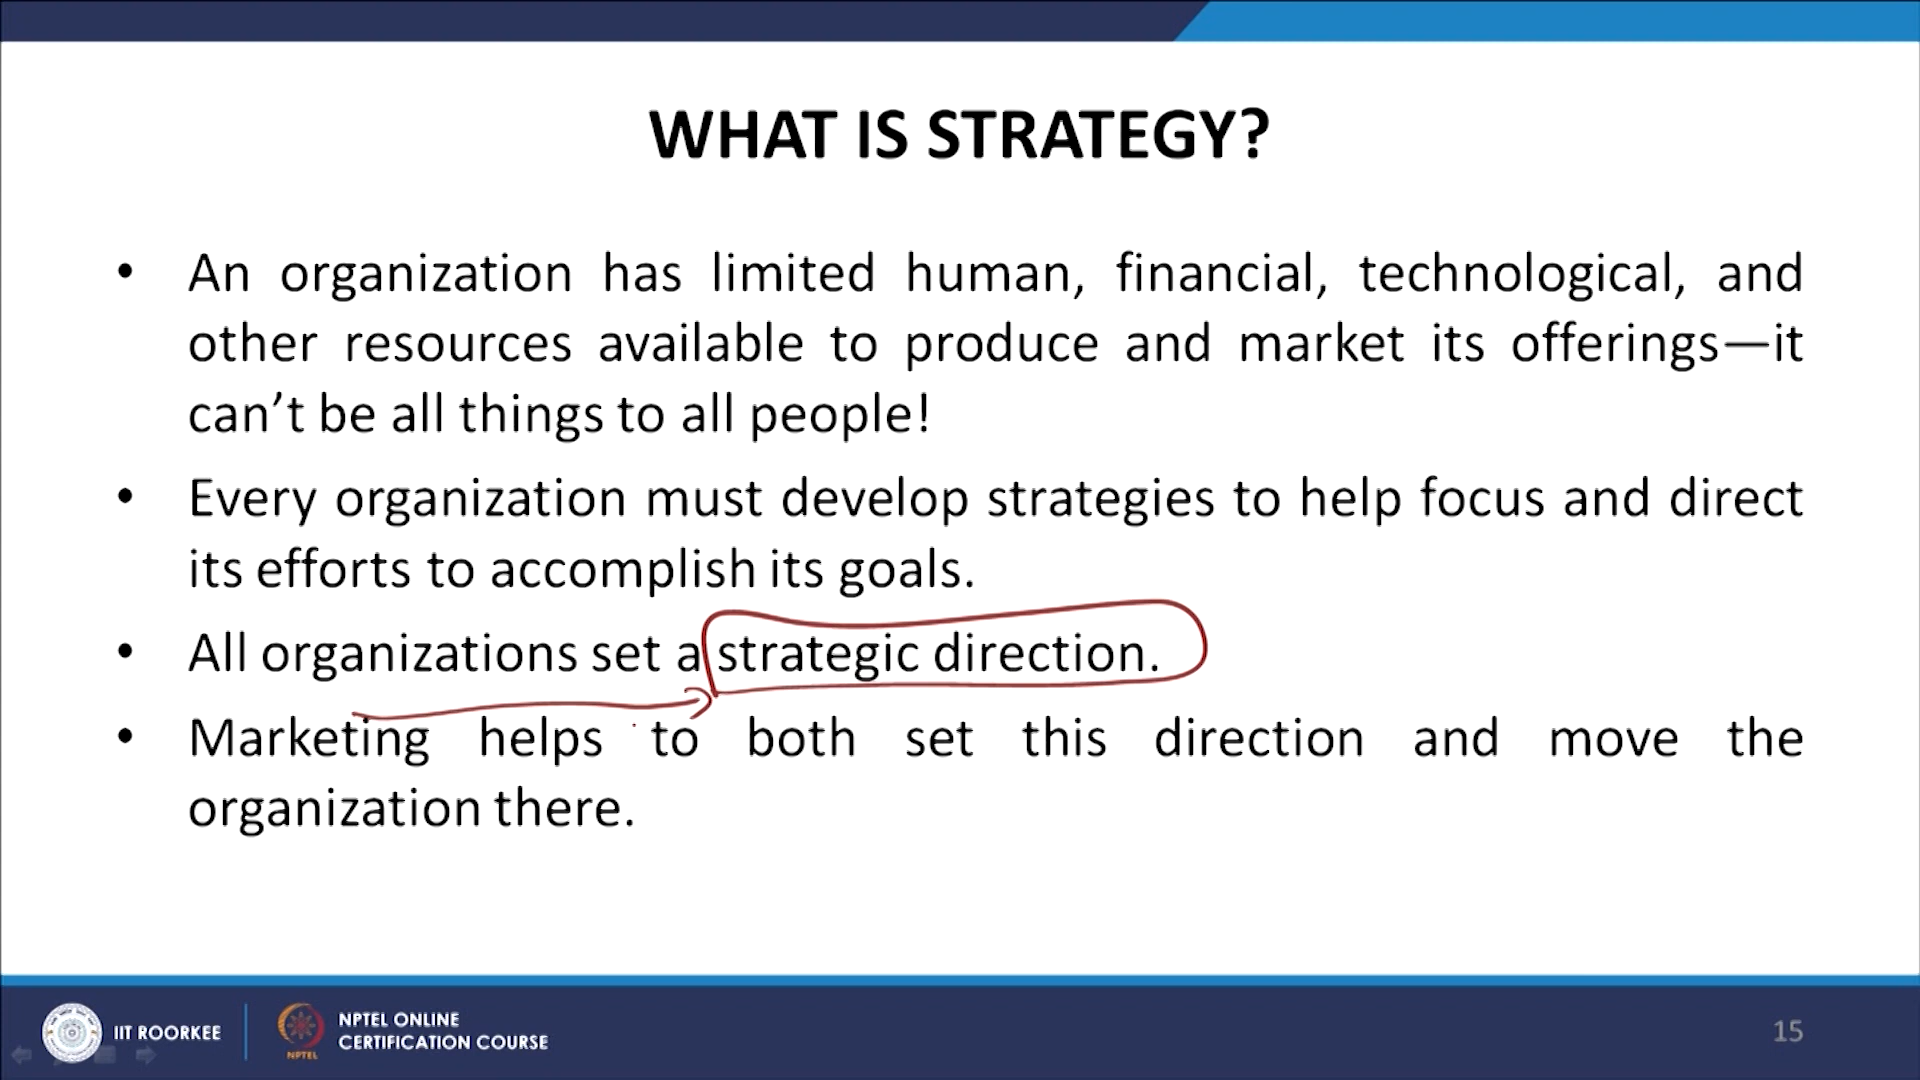 WHAT IS STRATEGY?
• An organization has limited human, financial, technological, and
other resources available to produce and market its offerings—it
can’t be all things to all people!
• Every organization must develop strategies to help focus and direct
its efforts to accomplish its goals.
• All organizations set a strategic direction.
• Marketing helps to both set this direction and move the
organization there.
IIT ROORKEE
NPTEL
NPTEL ONLINE
CERTIFICATION COURSE
15